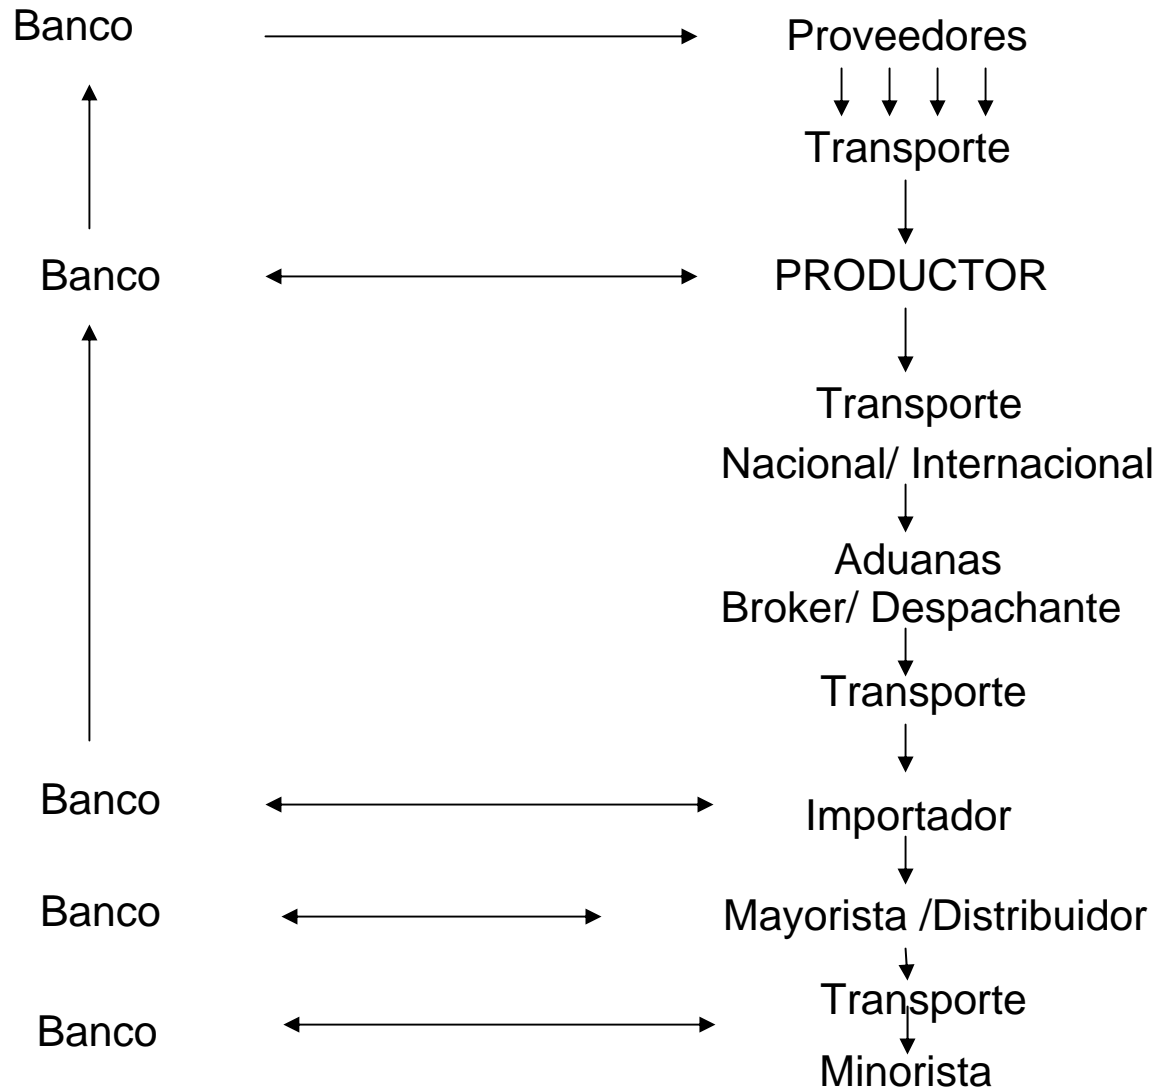 Banco
Proveedores
Transporte
Banco
PRODUCTOR
Transporte
Nacional/ Internacional
Aduanas
Broker/ Despachante
Transporte
Banco
Importador
Banco
Mayorista /Distribuidor
Transporte
Banco
Minorista